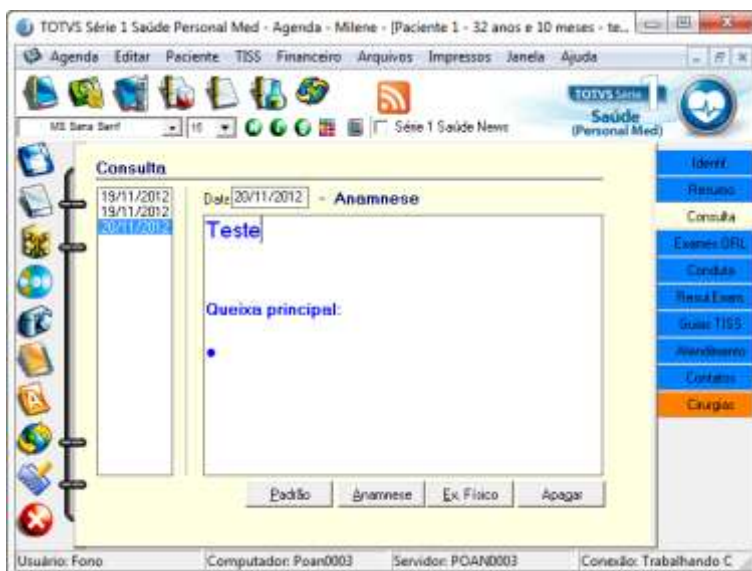 TOTVS Série 1 Saúde Personal Med - Agenda - Milene - [Paciente 1 - 32 anos e 10 meses - te...
Agenda Editar Paciente TISS Financeiro Arquivos Impressos Janela Ajuda
TOTVS Série 1
Saúde
(Personal Med)
MS Sans Serif 16 Série 1 Saúde News
Consulta
19/11/2012
19/11/2012
20/11/2012
Data 20/11/2012 - Anamnese
Teste
Queixa principal:
Padrão Anamnese Ex. Físico Apagar
Identif.
Resumo
Consulta
Exames ORL
Conduta
Resul.Exam.
Guias TISS
Atendimento
Contatos
Cirurgias
Usuário: Fono Computador: Poan0003 Servidor: POAN0003 Conexão: Trabalhando C